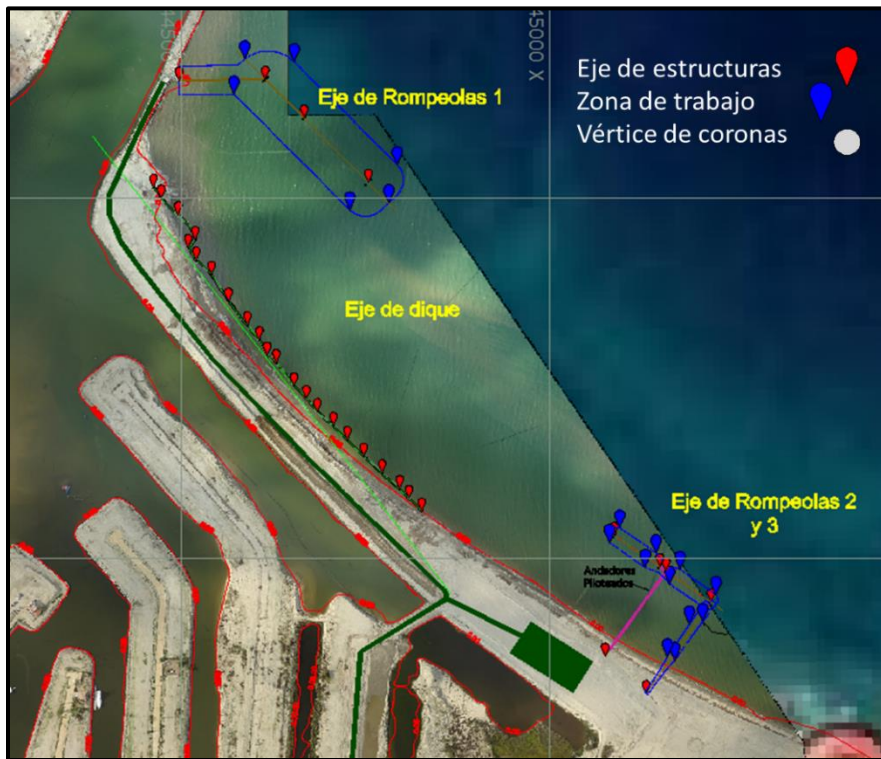 44500
45000 X
Eje de estructuras
Zona de trabajo
Vértice de coronas
Eje de Rompeolas 1
Eje de dique
Eje de Rompeolas 2
y 3
Andadores
Piloteados